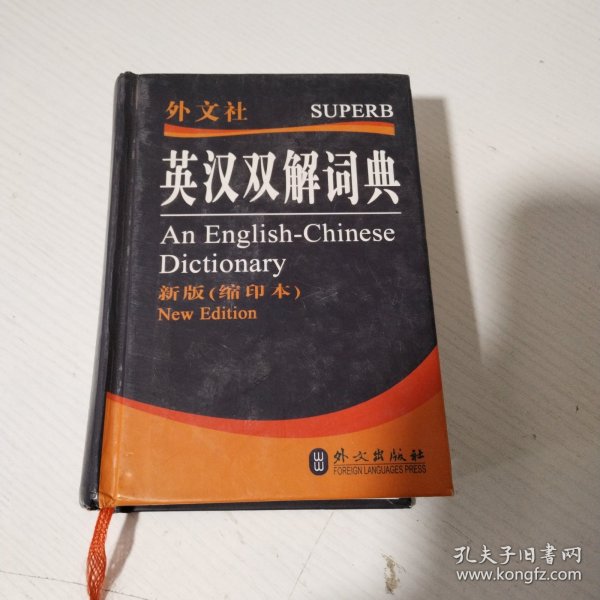 外文社 SUPERB
英汉双解词典
An English-Chinese
Dictionary
新版(缩印本)
New Edition
外文出版社
FOREIGN LANGUAGES PRESS
孔夫子旧书网
www.kongfz.com